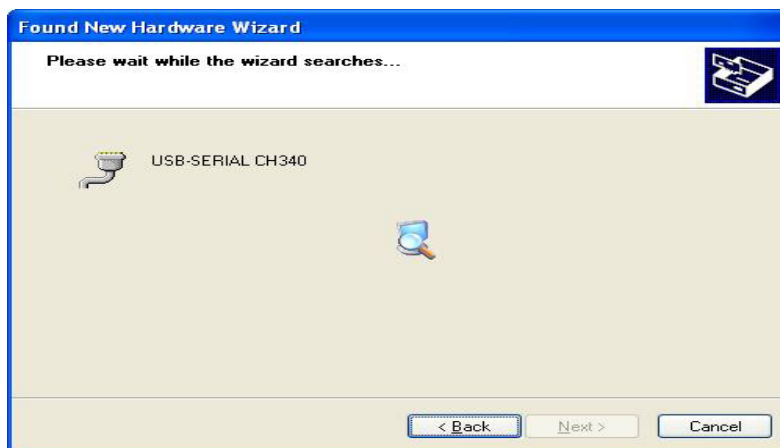 Found New Hardware Wizard
Please wait while the wizard searches...
USB-SERIAL CH340
< Back
Next >
Cancel